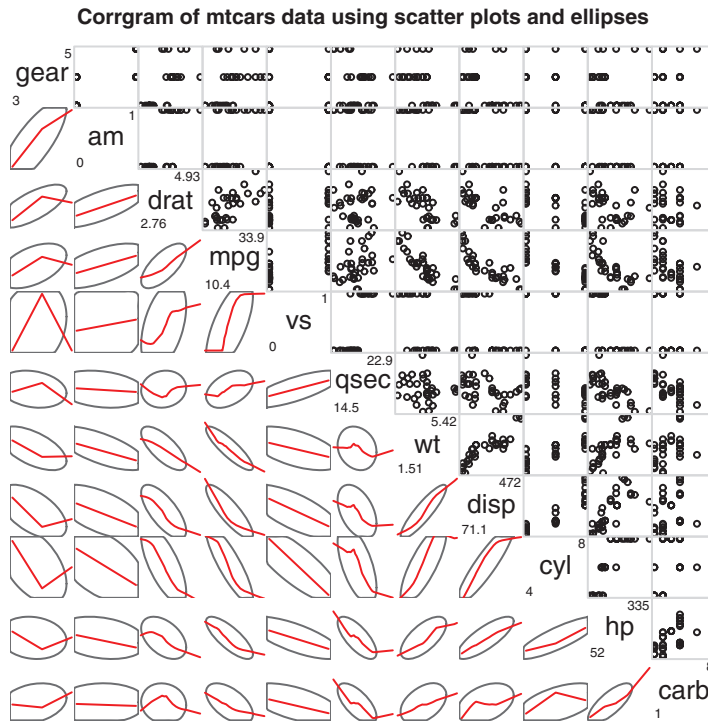 Corrgram of mtcars data using scatter plots and ellipses
5
gear
3
1
am
0
4.93
drat
2.76
33.9
mpg
10.4
1
vs
0
22.9
qsec
14.5
5.42
wt
1.51
472
disp
71.1
8
cyl
4
335
hp
52
8
carb
1